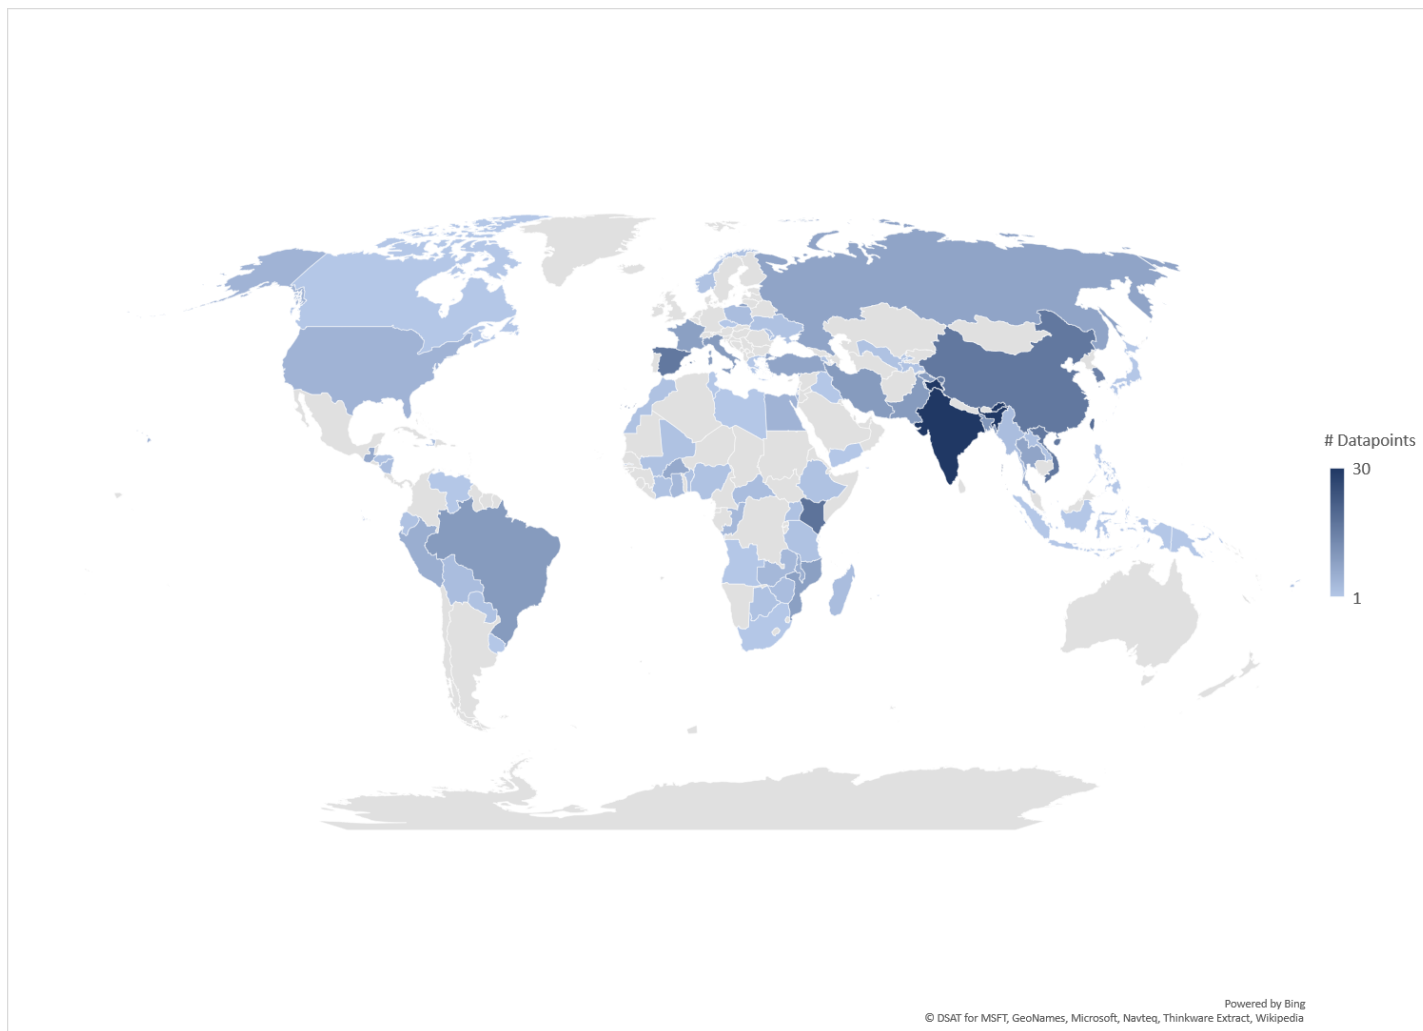 # Datapoints
30
1
Powered by Bing
© DSAT for MSFT, GeoNames, Microsoft, Navteq, Thinkware Extract, Wikipedia